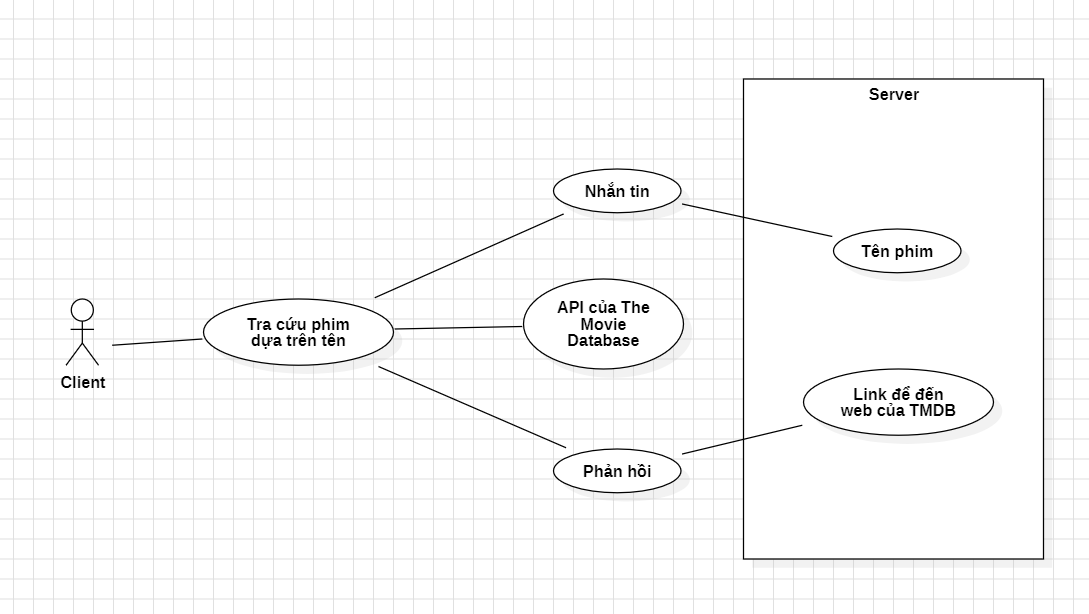 Server
Nhắn tin
Tên phim
API của The
Movie
Database
Tra cứu phim
dựa trên tên
Client
Link để đến
web của TMDB
Phản hồi